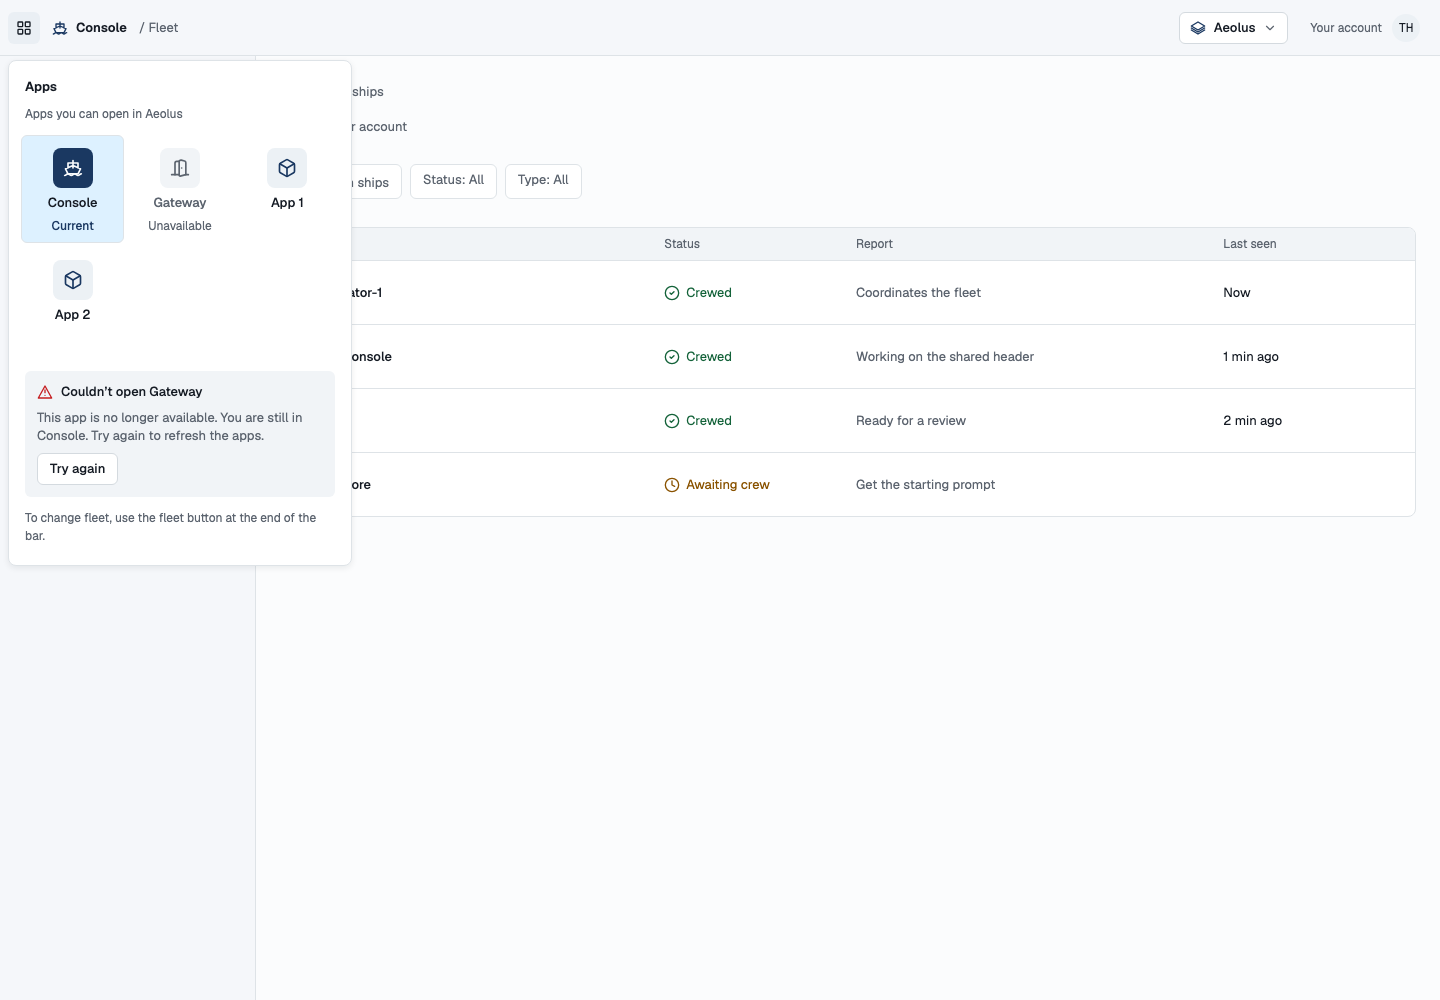 Console / Fleet
Aeolus
Your account TH
Apps
Apps you can open in Aeolus
Console
Current
Gateway
Unavailable
App 1
App 2
Couldn't open Gateway
This app is no longer available. You are still in
Console. Try again to refresh the apps.
Try again
To change fleet, use the fleet button at the end of the
bar.
ships
account
ships
Status: All
Type: All
Status Report Last seen
ator-1 Crewed Coordinates the fleet Now
onsole Crewed Working on the shared header 1 min ago
Crewed Ready for a review 2 min ago
ore Awaiting crew Get the starting prompt